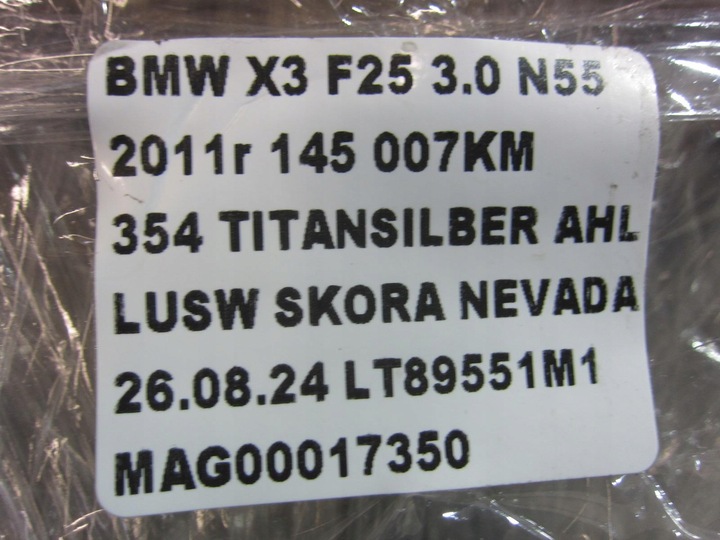 BMW X3 F25 3.0 N55
2011r 145 007KM
354 TITANSILBER AHL
LUSW SKORA NEVADA
26.08.24 LT89551M1
MAG00017350